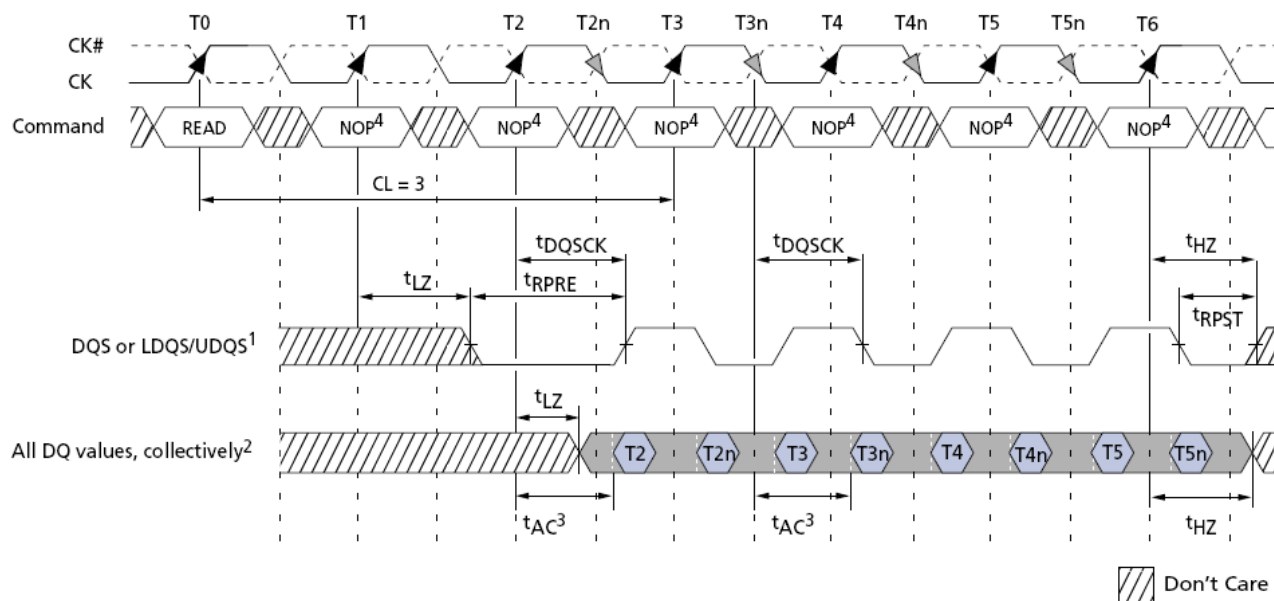 T0 T1 T2 T2n T3 T3n T4 T4n T5 T5n T6
CK#
CK
Command READ NOP4 NOP4 NOP4 NOP4 NOP4 NOP4
CL = 3
tDQSCK tDQSCK tHZ
tLZ tRPRE
tRPST
DQS or LDQS/UDQS1
tLZ
All DQ values, collectively2 T2 T2n T3 T3n T4 T4n T5 T5n
tAC3 tAC3 tHZ
Don't Care